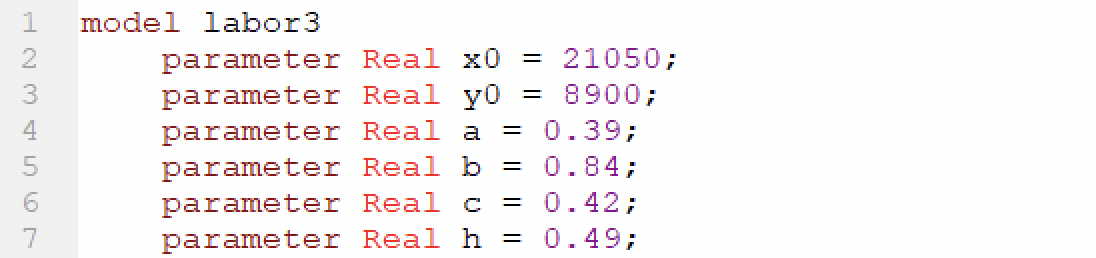 1 model labor3
2 parameter Real x0 = 21050;
3 parameter Real y0 = 8900;
4 parameter Real a = 0.39;
5 parameter Real b = 0.84;
6 parameter Real c = 0.42;
7 parameter Real h = 0.49;